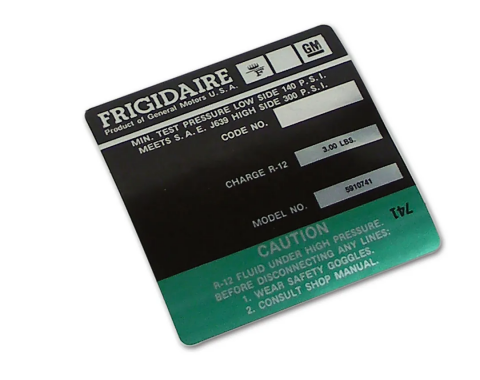 FRIGIDAIRE
Product of General Motors U.S.A.
F
GM
MIN. TEST PRESSURE LOW SIDE 140 P.S.I.
MEETS S.A.E. J639 HIGH SIDE 300 P.S.I.
CODE NO.
CHARGE R-12 3.00 LBS.
MODEL NO. 5910741
741
CAUTION
R-12 FLUID UNDER HIGH PRESSURE.
BEFORE DISCONNECTING ANY LINES:
1. WEAR SAFETY GOGGLES.
2. CONSULT SHOP MANUAL.